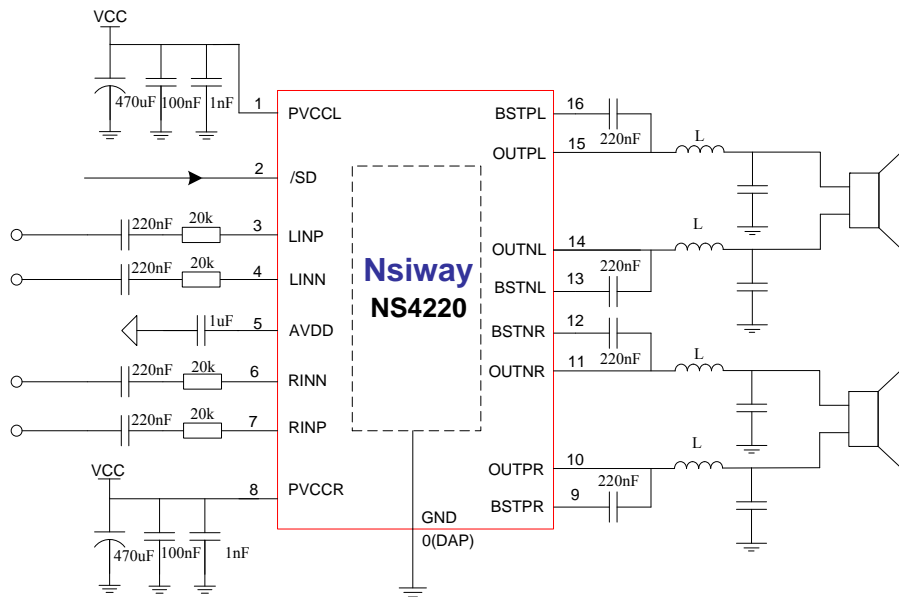 VCC
470uF 100nF 1nF
1 PVCCL
BSTPL 16
220nF
OUTPL 15
L
2 /SD
220nF 20k 3 LINP
OUTNL 14
L
220nF 20k 4 LINN
220nF
BSTNL 13
Nsiway
NS4220
1uF 5 AVDD
BSTNR 12
220nF
OUTNR 11
L
220nF 20k 6 RINN
220nF 20k 7 RINP
L
OUTPR 10
220nF
VCC
8 PVCCR
BSTPR 9
GND
0(DAP)
470uF 100nF 1nF